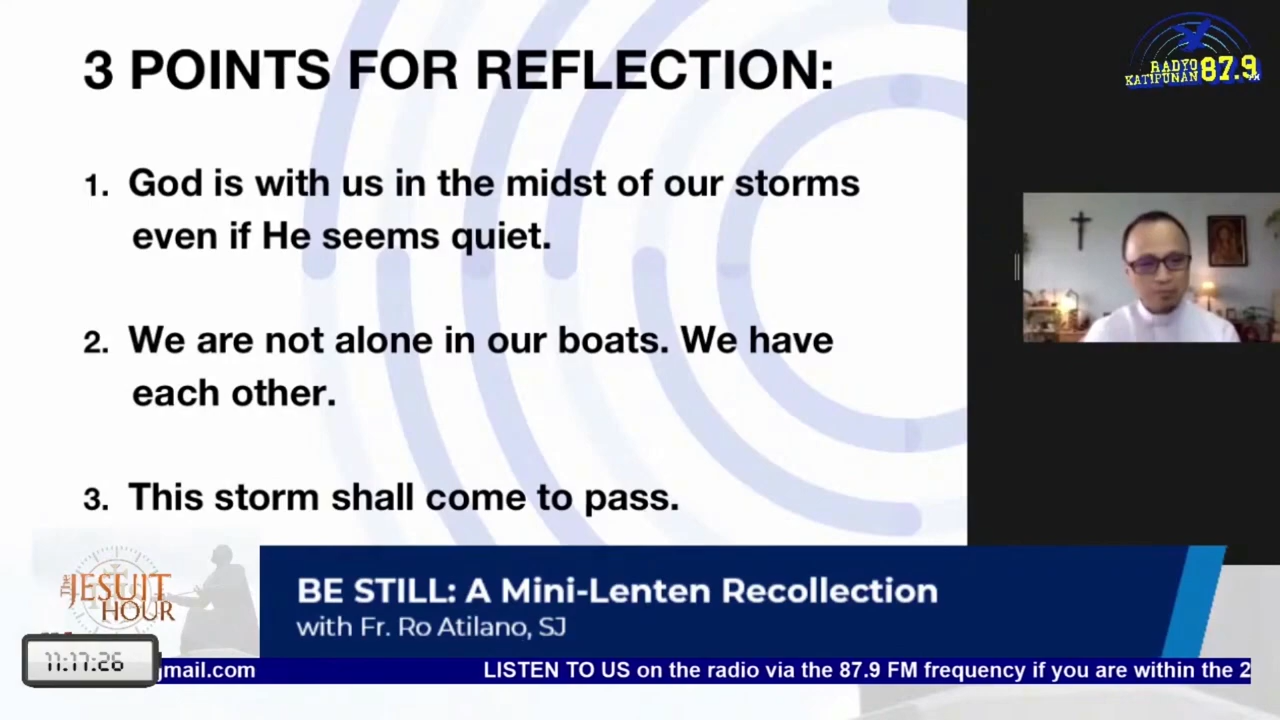 3 POINTS FOR REFLECTION:
1. God is with us in the midst of our storms
even if He seems quiet.
2. We are not alone in our boats. We have
each other.
3. This storm shall come to pass.
RADYO
KATIPUNAN 87.9
The
JESUIT
HOUR
BE STILL: A Mini-Lenten Recollection
with Fr. Ro Atilano, SJ
11:17:26
gmail.com LISTEN TO US on the radio via the 87.9 FM frequency if you are within the 2